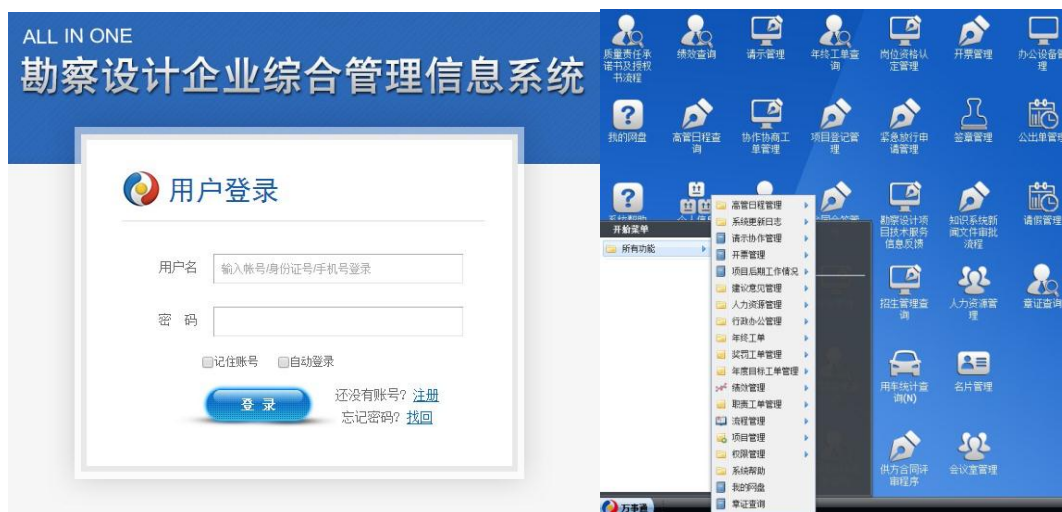 ALL IN ONE
勘察设计企业综合管理信息系统
用户登录
用户名
输入帐号/身份证号/手机号登录
密 码
记住账号
自动登录
登 录
还没有账号? 注册
忘记密码? 找回
质量责任承
诺书及授权
书流程
绩效查询
请示管理
年终工单查
询
岗位资格认
定管理
开票管理
办公设备管
理
我的网盘
高管日程查
询
协作协商工
单管理
项目登记管
理
紧急放行申
请管理
签章管理
公出单管理
系统帮助
勘察设计项
目技术服务
信息反馈
知识系统新
闻文件审批
流程
请假管理
招生管理查
询
人力资源管
理
章证查询
用车统计查
询(N)
名片管理
供方合同评
审程序
会议室管理
开始菜单
所有功能
高管日程管理
系统更新日志
请示协作管理
开票管理
项目后期工作情况
建议意见管理
人力资源管理
行政办公管理
年终工单
奖罚工单管理
年度目标工单管理
绩效管理
职责工单管理
流程管理
项目管理
权限管理
系统帮助
我的网盘
章证查询
万事通